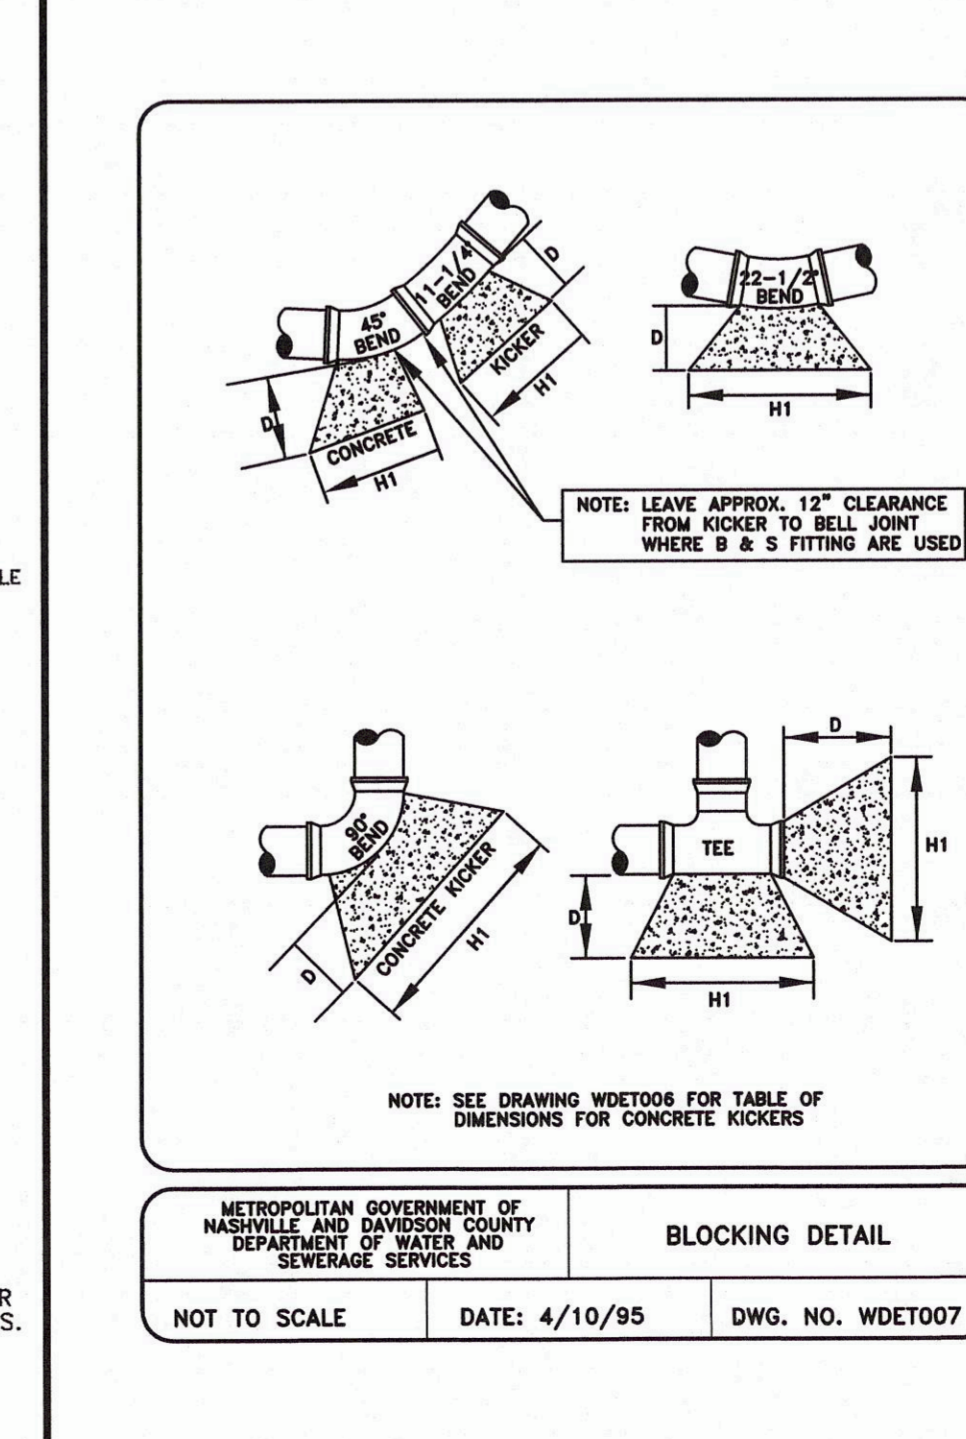 LE
R
S.
D
11-1/4°
BEND
45°
BEND
KICKER
H1
D
CONCRETE
H1
22-1/2°
BEND
D
H1
NOTE: LEAVE APPROX. 12" CLEARANCE
FROM KICKER TO BELL JOINT
WHERE B & S FITTING ARE USED
90°
BEND
CONCRETE KICKER
H1
D
D
TEE
H1
D
H1
NOTE: SEE DRAWING WDET006 FOR TABLE OF
DIMENSIONS FOR CONCRETE KICKERS
METROPOLITAN GOVERNMENT OF
NASHVILLE AND DAVIDSON COUNTY
DEPARTMENT OF WATER AND
SEWERAGE SERVICES
BLOCKING DETAIL
NOT TO SCALE
DATE: 4/10/95
DWG. NO. WDET007